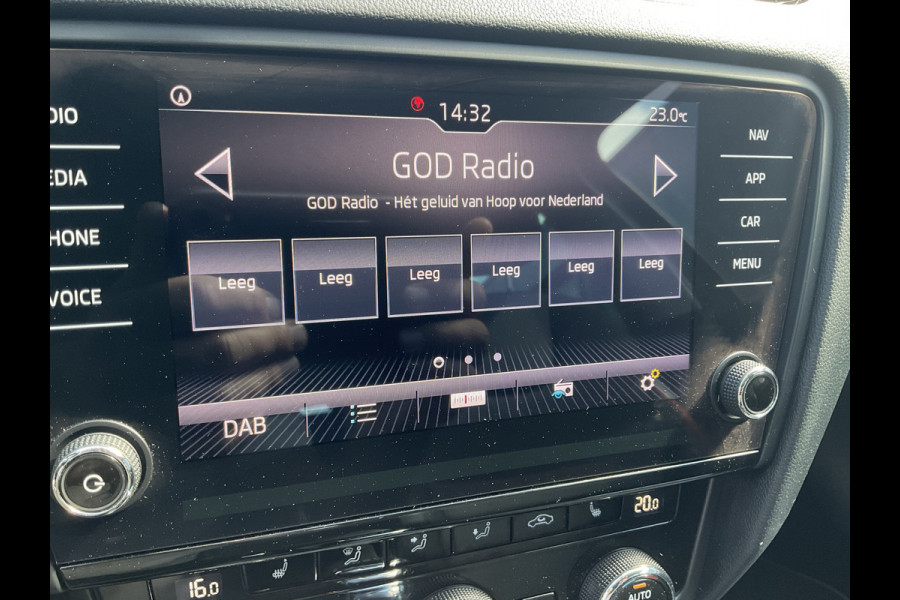 14:32
23.0°C
GOD Radio
GOD Radio - Hét geluid van Hoop voor Nederland
Leeg Leeg Leeg Leeg Leeg Leeg
DAB
DIO
EDIA
HONE
VOICE
NAV
APP
CAR
MENU
16.0
20.0
AUTO